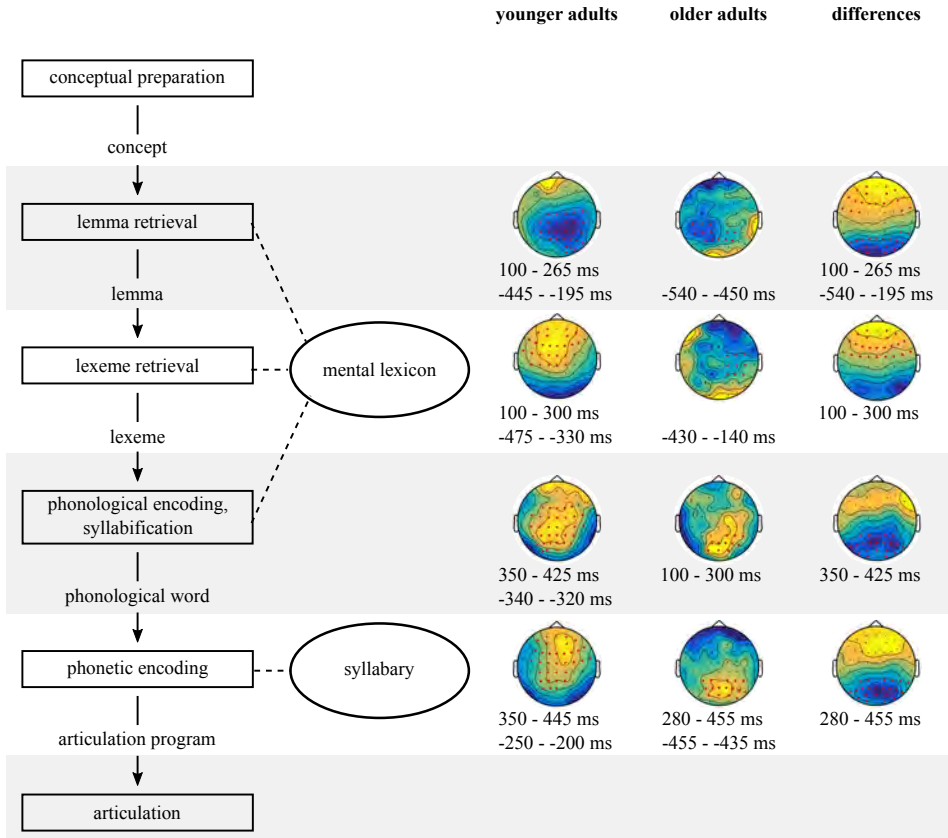 younger adults older adults differences
conceptual preparation
concept
lemma retrieval
100 - 265 ms 100 - 265 ms
lemma -445 - -195 ms -540 - -450 ms -540 - -195 ms
lexeme retrieval mental lexicon
100 - 300 ms 100 - 300 ms
lexeme -475 - -330 ms -430 - -140 ms
phonological encoding,
syllabification
350 - 425 ms 100 - 300 ms 350 - 425 ms
phonological word -340 - -320 ms
phonetic encoding syllabary
350 - 445 ms 280 - 455 ms 280 - 455 ms
articulation program -250 - -200 ms -455 - -435 ms
articulation